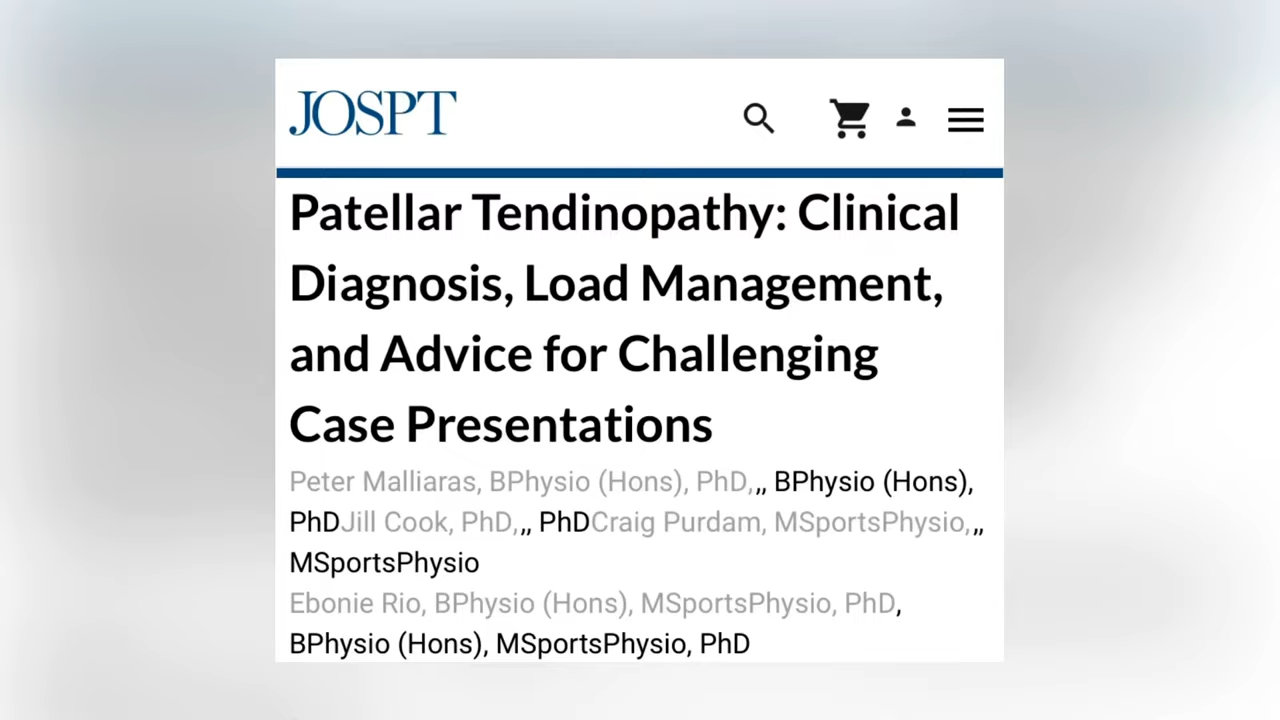 JOSPT
Patellar Tendinopathy: Clinical
Diagnosis, Load Management,
and Advice for Challenging
Case Presentations
Peter Malliaras, BPhysio (Hons), PhD,,, BPhysio (Hons),
PhDJill Cook, PhD,,, PhDCraig Purdam, MSportsPhysio,,,
MSportsPhysio
Ebonie Rio, BPhysio (Hons), MSportsPhysio, PhD,
BPhysio (Hons), MSportsPhysio, PhD